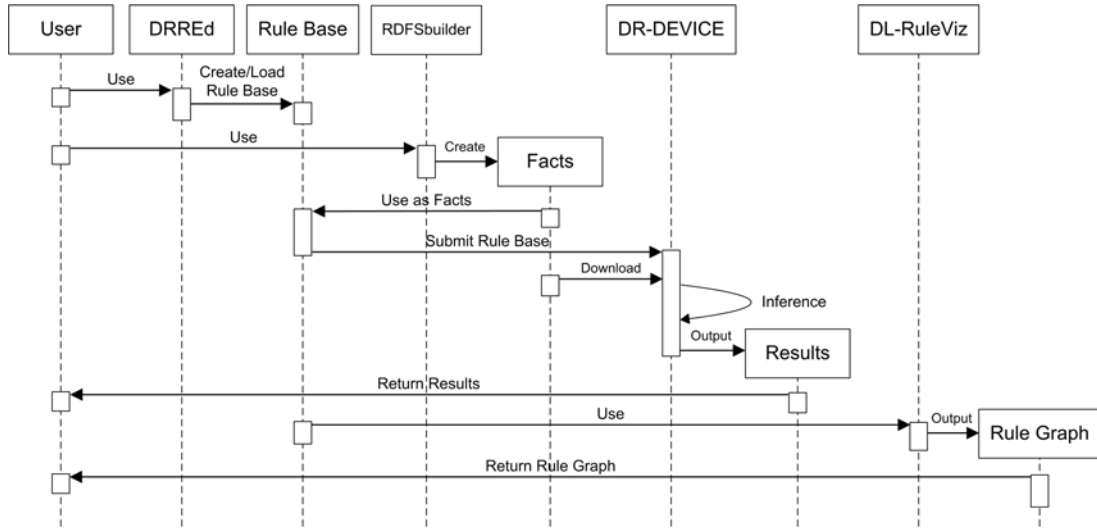 User
DRREd
Rule Base
RDFSbuilder
DR-DEVICE
DL-RuleViz
Use
Create/Load
Rule Base
Use
Create
Facts
Use as Facts
Submit Rule Base
Download
Inference
Output
Results
Return Results
Use
Output
Rule Graph
Return Rule Graph